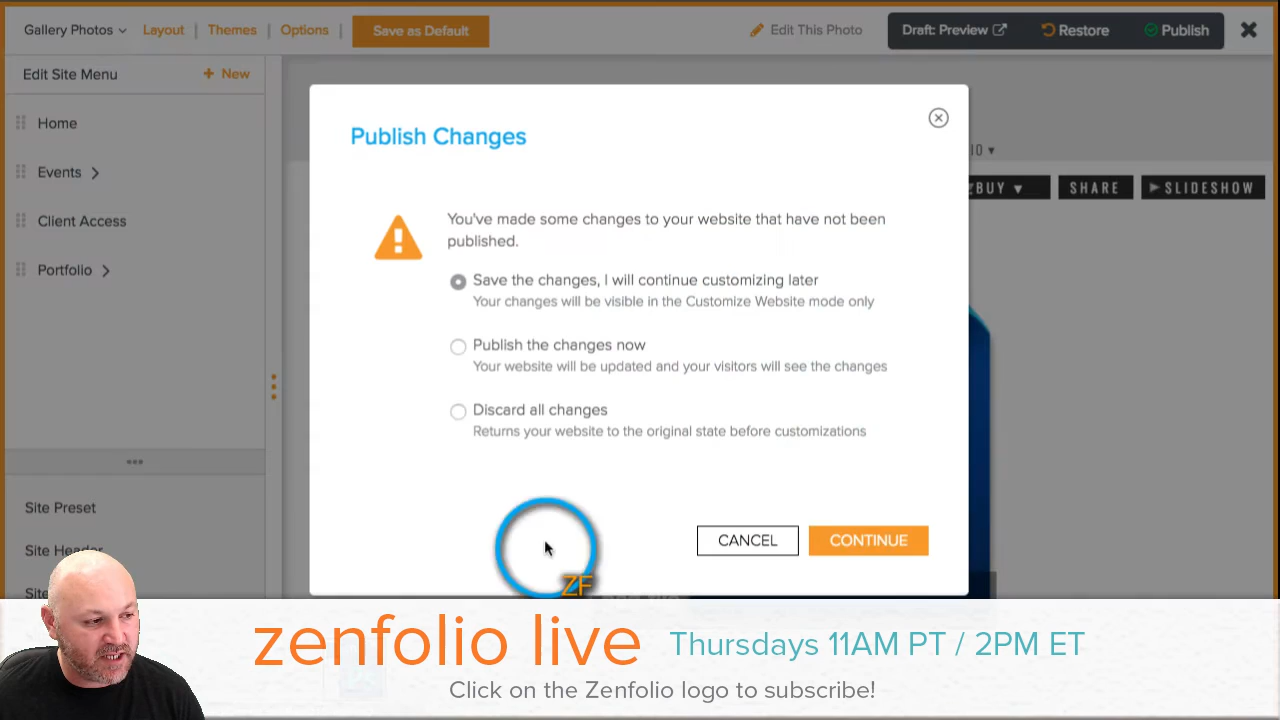 Gallery Photos
Layout | Themes | Options
Save as Default
Edit This Photo
Draft: Preview
Restore
Publish
Edit Site Menu
+ New
Home
Events
Client Access
Portfolio
Site Preset
Site Header
Publish Changes
You've made some changes to your website that have not been
published.
Save the changes, I will continue customizing later
Your changes will be visible in the Customize Website mode only
Publish the changes now
Your website will be updated and your visitors will see the changes
Discard all changes
Returns your website to the original state before customizations
CANCEL
CONTINUE
BUY
SHARE
SLIDESHOW
ZF
zenfolio live
Thursdays 11AM PT / 2PM ET
Click on the Zenfolio logo to subscribe!